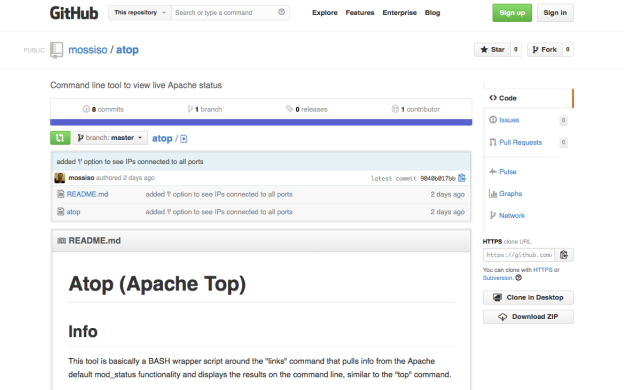 GitHub This repository Search or type a command Explore Features Enterprise Blog Sign up Sign in
PUBLIC mossiso / atop Star 0 Fork 0
Command line tool to view live Apache status
8 commits 1 branch 0 releases 1 contributor
branch: master atop /
added 'l' option to see IPs connected to all ports
mossiso authored 2 days ago latest commit 9040b017bb
README.md added 'l' option to see IPs connected to all ports 2 days ago
atop added 'l' option to see IPs connected to all ports 2 days ago
README.md
Atop (Apache Top)
Info
This tool is basically a BASH wrapper script around the "links" command that pulls info from the Apache
default mod_status functionality and displays the results on the command line, similar to the "top" command.
Code
Issues 0
Pull Requests 0
Pulse
Graphs
Network
HTTPS clone URL
https://github.com
You can clone with HTTPS or
Subversion.
Clone in Desktop
Download ZIP